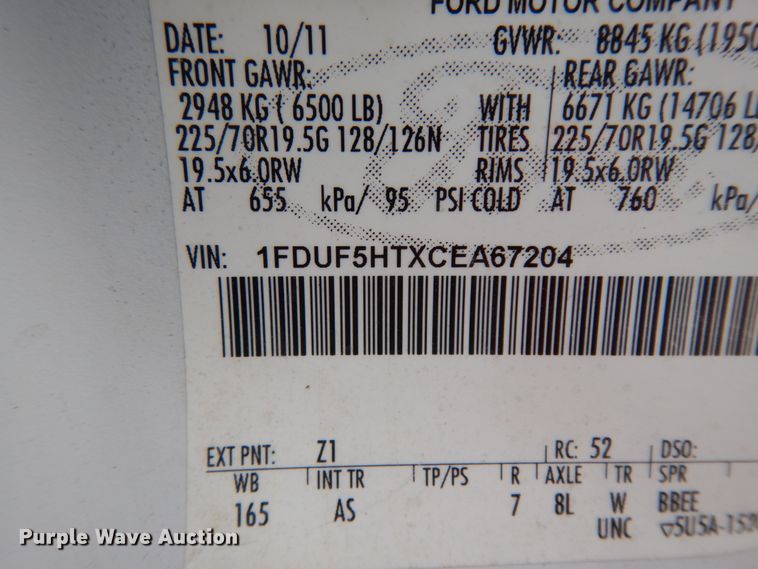 FORD MOTOR COMPANY
DATE: 10/11 GVWR: 8845 KG (1950
FRONT GAWR: REAR GAWR:
2948 KG ( 6500 LB) WITH 6671 KG (14706 L
225/70R19.5G 128/126N TIRES 225/70R19.5G 128/
19.5x6.0RW RIMS 19.5x6.0RW
AT 655 kPa/ 95 PSI COLD AT 760 kPa/
VIN: 1FDUF5HTXCEA67204
EXT PNT: Z1 RC: 52 DSO:
WB INT TR TP/PS R AXLE TR SPR
165 AS 7 8L W BBEE
UNC 5U5A-152
Purple Wave Auction